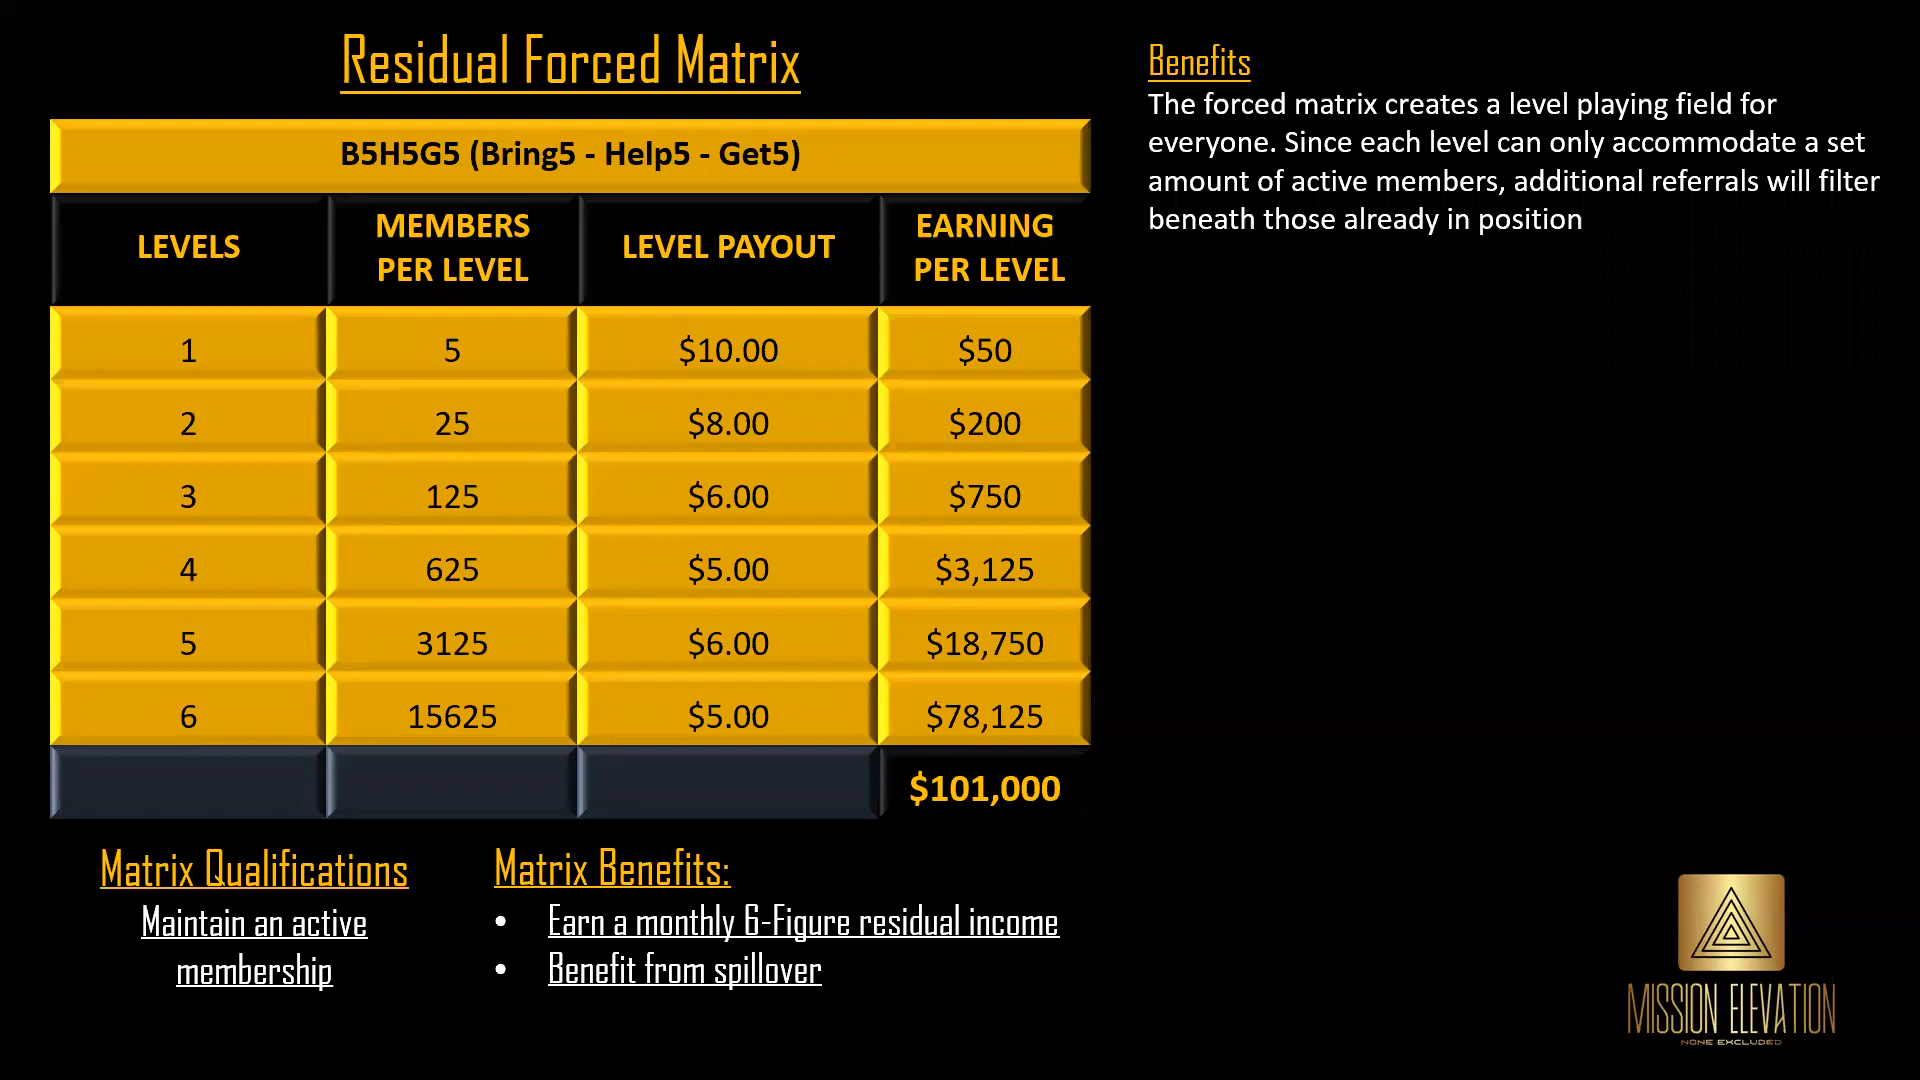 Residual Forced Matrix
B5H5G5 (Bring5 - Help5 - Get5)
LEVELS MEMBERS PER LEVEL LEVEL PAYOUT EARNING PER LEVEL
1 5 $10.00 $50
2 25 $8.00 $200
3 125 $6.00 $750
4 625 $5.00 $3,125
5 3125 $6.00 $18,750
6 15625 $5.00 $78,125
$101,000
Matrix Qualifications
Maintain an active
membership
Matrix Benefits:
• Earn a monthly 6-Figure residual income
• Benefit from spillover
Benefits
The forced matrix creates a level playing field for
everyone. Since each level can only accommodate a set
amount of active members, additional referrals will filter
beneath those already in position
MISSION ELEVATION
NONE EXCLUDED